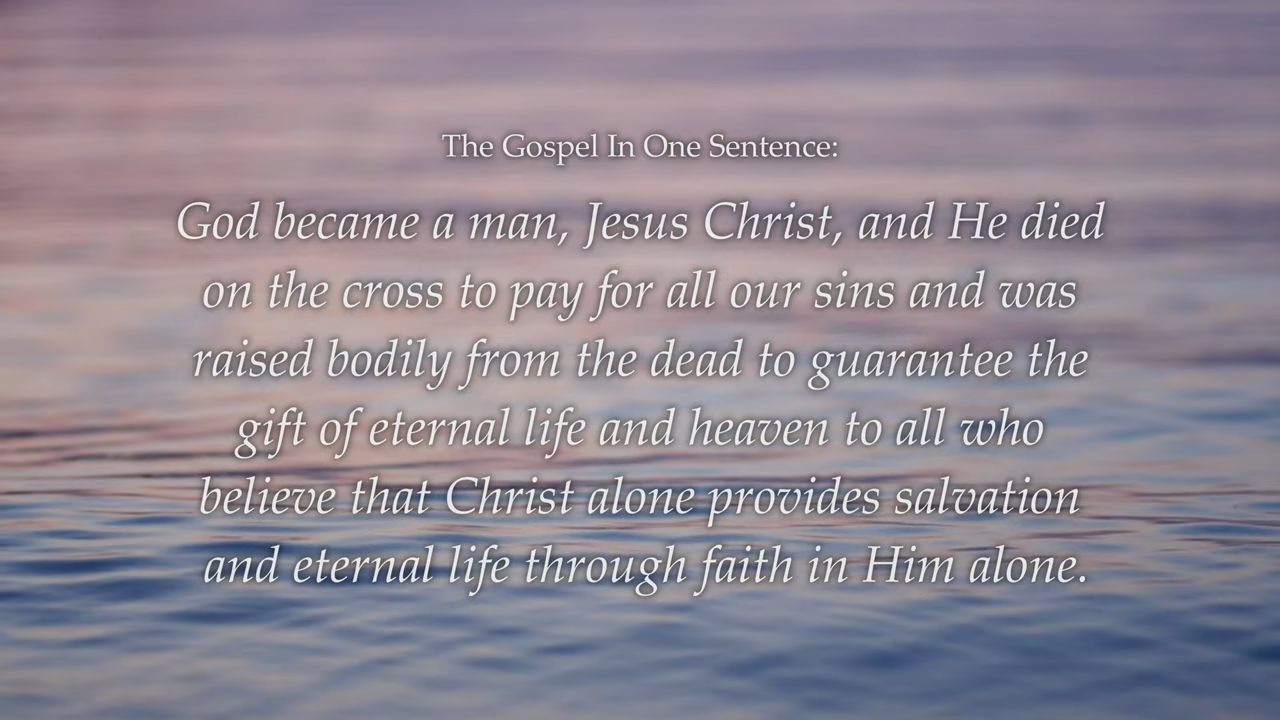 The Gospel In One Sentence:
God became a man, Jesus Christ, and He died
on the cross to pay for all our sins and was
raised bodily from the dead to guarantee the
gift of eternal life and heaven to all who
believe that Christ alone provides salvation
and eternal life through faith in Him alone.